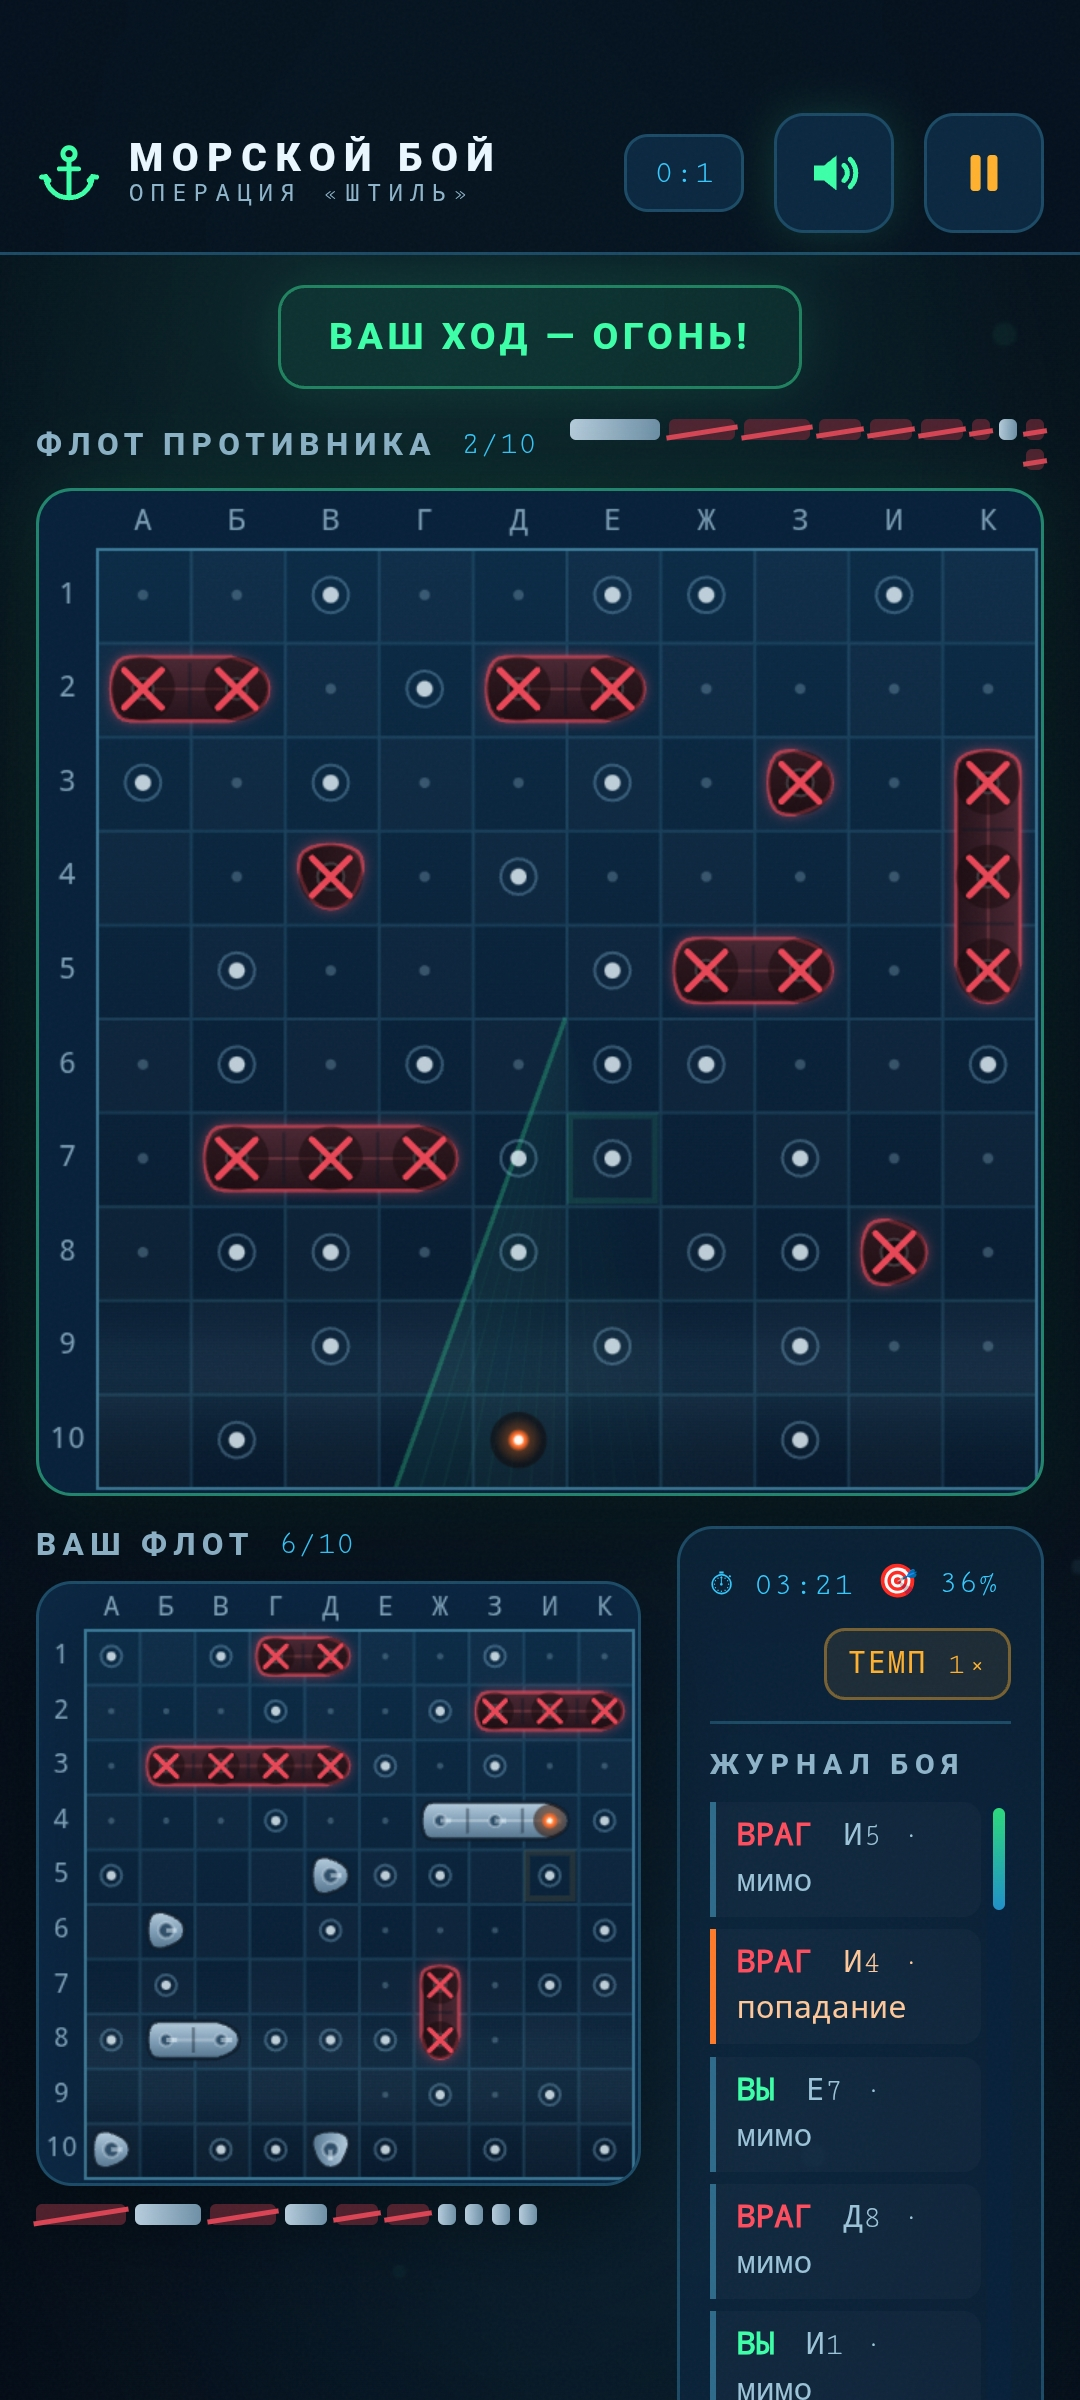 МОРСКОЙ БОЙ
ОПЕРАЦИЯ «ШТИЛЬ»
0:1
ВАШ ХОД — ОГОНЬ!
ФЛОТ ПРОТИВНИКА 2/10
А Б В Г Д Е Ж З И К
1
2
3
4
5
6
7
8
9
10
ВАШ ФЛОТ 6/10
А Б В Г Д Е Ж З И К
1
2
3
4
5
6
7
8
9
10
⏱ 03:21 🎯 36%
ТЕМП 1×
ЖУРНАЛ БОЯ
ВРАГ И5 ·
мимо
ВРАГ И4 ·
попадание
ВЫ Е7 ·
мимо
ВРАГ Д8 ·
мимо
ВЫ И1 ·
мимо